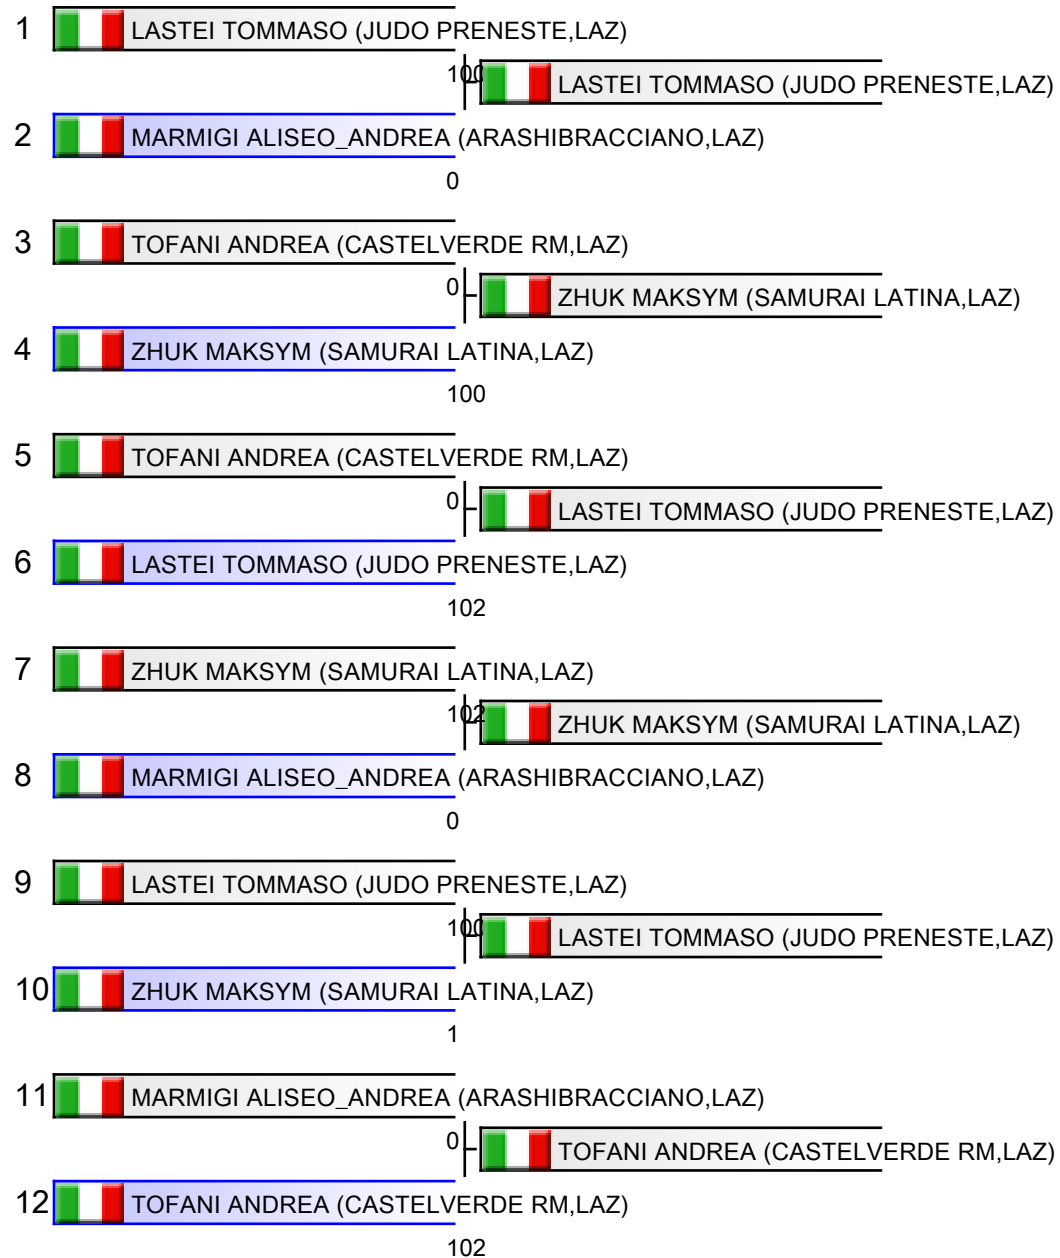 1 LASTEI TOMMASO (JUDO PRENESTE,LAZ)
100 LASTEI TOMMASO (JUDO PRENESTE,LAZ)
2 MARMIGI ALISEO_ANDREA (ARASHIBRACCIANO,LAZ)
0
3 TOFANI ANDREA (CASTELVERDE RM,LAZ)
0 ZHUK MAKSYM (SAMURAI LATINA,LAZ)
4 ZHUK MAKSYM (SAMURAI LATINA,LAZ)
100
5 TOFANI ANDREA (CASTELVERDE RM,LAZ)
0 LASTEI TOMMASO (JUDO PRENESTE,LAZ)
6 LASTEI TOMMASO (JUDO PRENESTE,LAZ)
102
7 ZHUK MAKSYM (SAMURAI LATINA,LAZ)
102 ZHUK MAKSYM (SAMURAI LATINA,LAZ)
8 MARMIGI ALISEO_ANDREA (ARASHIBRACCIANO,LAZ)
0
9 LASTEI TOMMASO (JUDO PRENESTE,LAZ)
100 LASTEI TOMMASO (JUDO PRENESTE,LAZ)
10 ZHUK MAKSYM (SAMURAI LATINA,LAZ)
1
11 MARMIGI ALISEO_ANDREA (ARASHIBRACCIANO,LAZ)
0 TOFANI ANDREA (CASTELVERDE RM,LAZ)
12 TOFANI ANDREA (CASTELVERDE RM,LAZ)
102